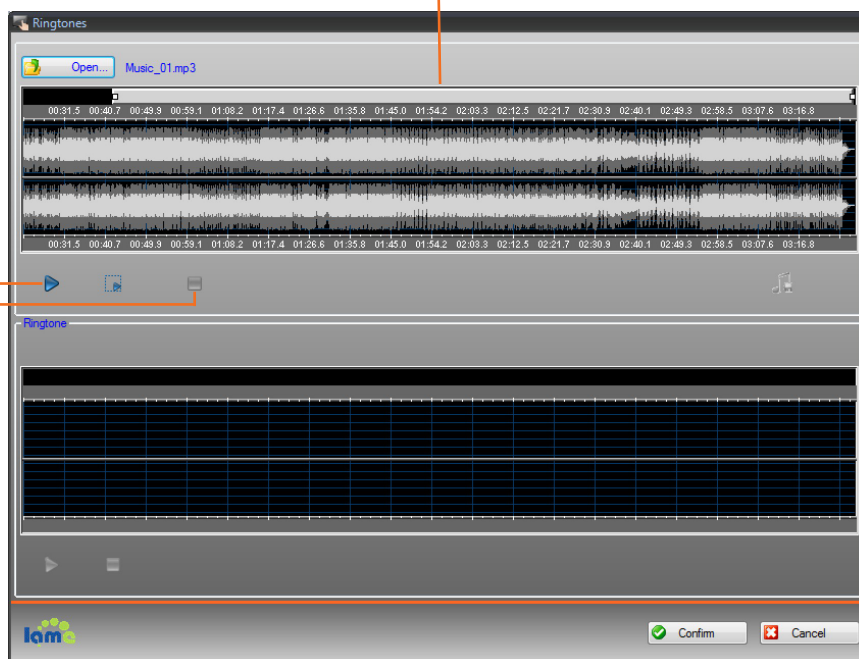 Ringtones
Open... Music_01.mp3
00:31.5 00:40.7 00:49.9 00:59.1 01:08.2 01:17.4 01:26.6 01:35.8 01:45.0 01:54.2 02:03.3 02:12.5 02:21.7 02:30.9 02:40.1 02:49.3 02:58.5 03:07.6 03:16.8
00:31.5 00:40.7 00:49.9 00:59.1 01:08.2 01:17.4 01:26.6 01:35.8 01:45.0 01:54.2 02:03.3 02:12.5 02:21.7 02:30.9 02:40.1 02:49.3 02:58.5 03:07.6 03:16.8
Ringtone
lame
Confirm Cancel